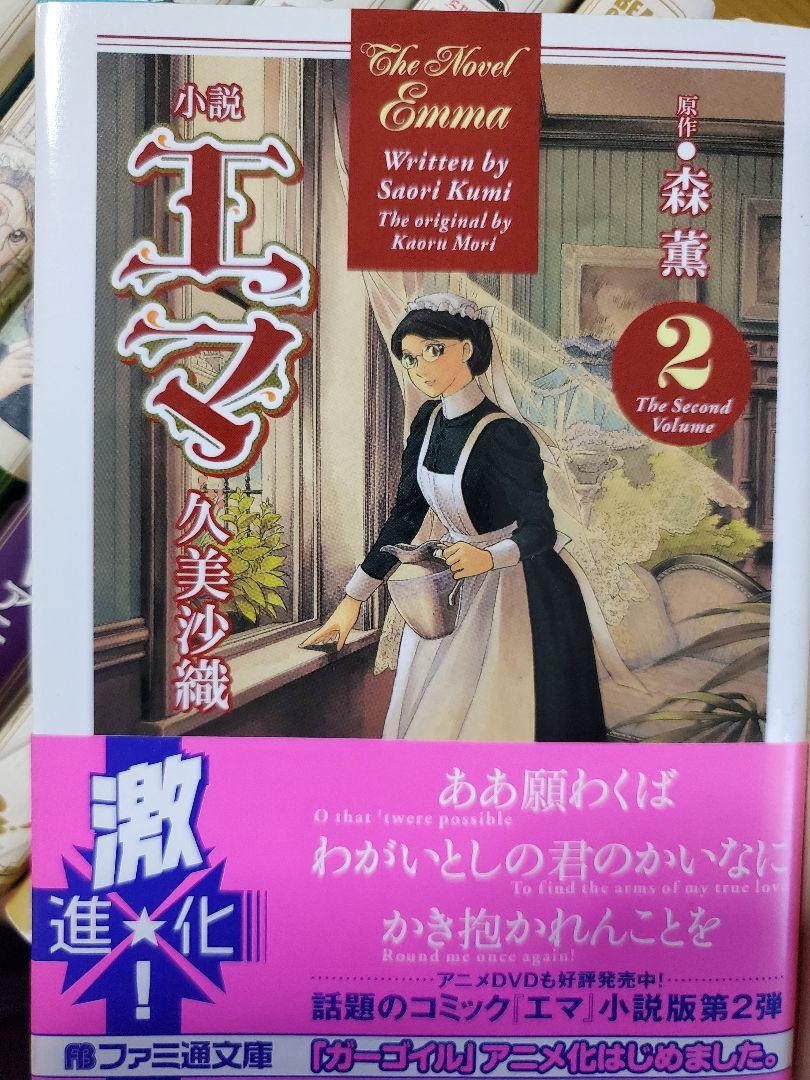 小説
エマ
久美沙織
The Novel
Emma
Written by
Saori Kumi
The original by
Kaoru Mori
原作●森 薫
2
The Second
Volume
激
進★化
!
ああ願わくば
O that 'twere possible
わがいとしの君のかいなに
To find the arms of my true love
かき抱かれんことを
Round me once again!
アニメDVDも好評発売中!
話題のコミック『エマ』小説版第2弾
FB ファミ通文庫
「ガーゴイル」アニメ化はじめました。